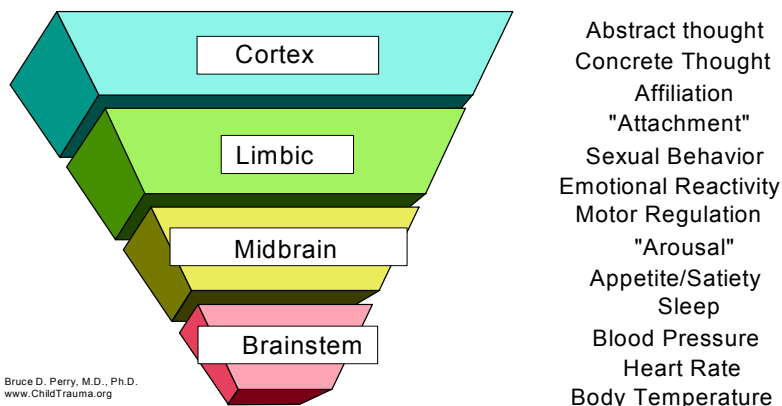 Cortex
Limbic
Midbrain
Brainstem
Abstract thought
Concrete Thought
Affiliation
"Attachment"
Sexual Behavior
Emotional Reactivity
Motor Regulation
"Arousal"
Appetite/Satiety
Sleep
Blood Pressure
Heart Rate
Body Temperature
Bruce D. Perry, M.D., Ph.D.
www.ChildTrauma.org